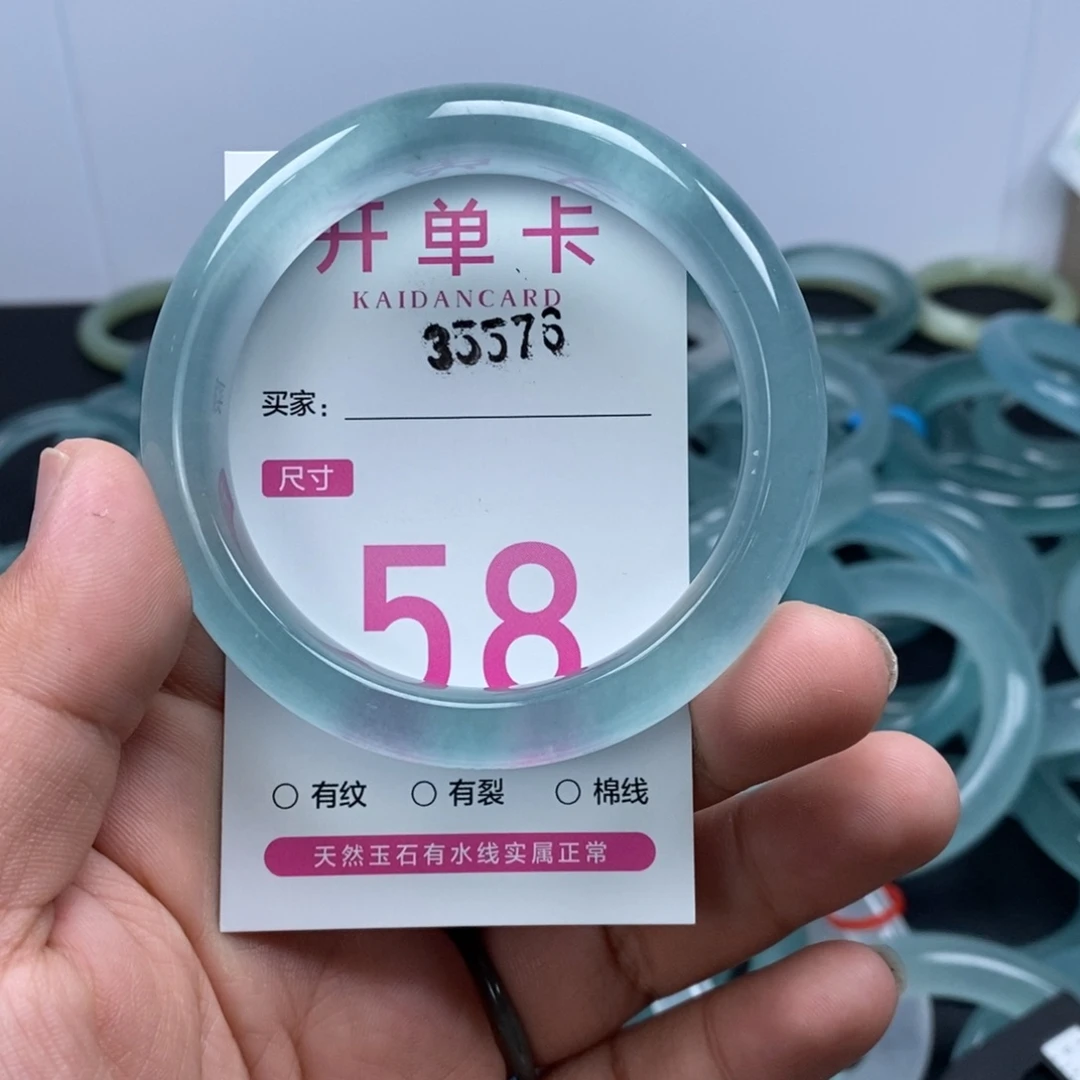 开单卡
KAIDANCARD
35576
买家：
尺寸
58
○ 有纹 ○ 有裂 ○ 棉线
天然玉石有水线实属正常